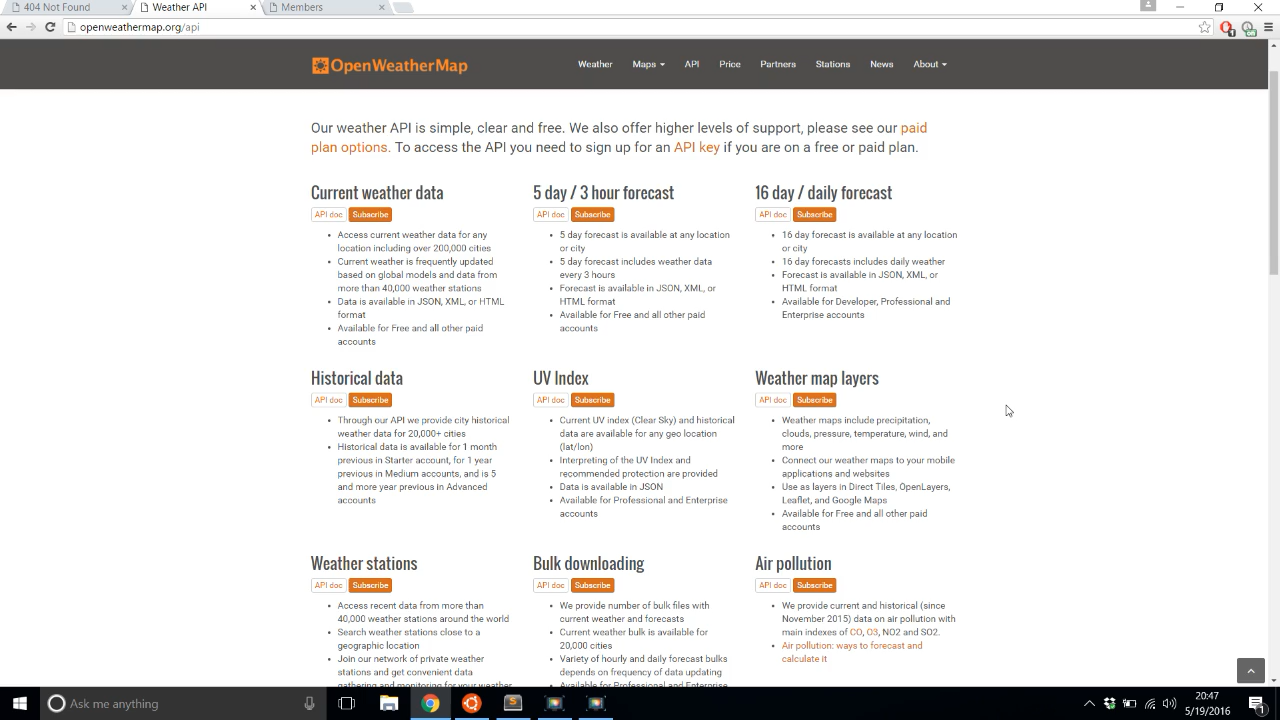 404 Not Found
Weather API
Members
openweathermap.org/api
OpenWeatherMap
Weather
Maps
API
Price
Partners
Stations
News
About
Our weather API is simple, clear and free. We also offer higher levels of support, please see our paid
plan options. To access the API you need to sign up for an API key if you are on a free or paid plan.
Current weather data
API doc
Subscribe
Access current weather data for any
location including over 200,000 cities
Current weather is frequently updated
based on global models and data from
more than 40,000 weather stations
Data is available in JSON, XML, or HTML
format
Available for Free and all other paid
accounts
5 day / 3 hour forecast
API doc
Subscribe
5 day forecast is available at any location
or city
5 day forecast includes weather data
every 3 hours
Forecast is available in JSON, XML, or
HTML format
Available for Free and all other paid
accounts
16 day / daily forecast
API doc
Subscribe
16 day forecast is available at any location
or city
16 day forecasts includes daily weather
Forecast is available in JSON, XML, or
HTML format
Available for Developer, Professional and
Enterprise accounts
Historical data
API doc
Subscribe
Through our API we provide city historical
weather data for 20,000+ cities
Historical data is available for 1 month
previous in Starter account, for 1 year
previous in Medium accounts, and is 5
and more year previous in Advanced
accounts
UV Index
API doc
Subscribe
Current UV index (Clear Sky) and historical
data are available for any geo location
(lat/lon)
Interpreting of the UV Index and
recommended protection are provided
Data is available in JSON
Available for Professional and Enterprise
accounts
Weather map layers
API doc
Subscribe
Weather maps include precipitation,
clouds, pressure, temperature, wind, and
more
Connect our weather maps to your mobile
applications and websites
Use as layers in Direct Tiles, OpenLayers,
Leaflet, and Google Maps
Available for Free and all other paid
accounts
Weather stations
API doc
Subscribe
Access recent data from more than
40,000 weather stations around the world
Search weather stations close to a
geographic location
Join our network of private weather
stations and get convenient data
gathering and monitoring for your weather
Bulk downloading
API doc
Subscribe
We provide number of bulk files with
current weather and forecasts
Current weather bulk is available for
20,000 cities
Variety of hourly and daily forecast bulks
depends on frequency of data updating
Available for Professional and Enterprise
Air pollution
API doc
Subscribe
We provide current and historical (since
November 2015) data on air pollution with
main indexes of CO, O3, NO2 and SO2.
Air pollution: ways to forecast and
calculate it
Ask me anything
20:47
5/19/2016